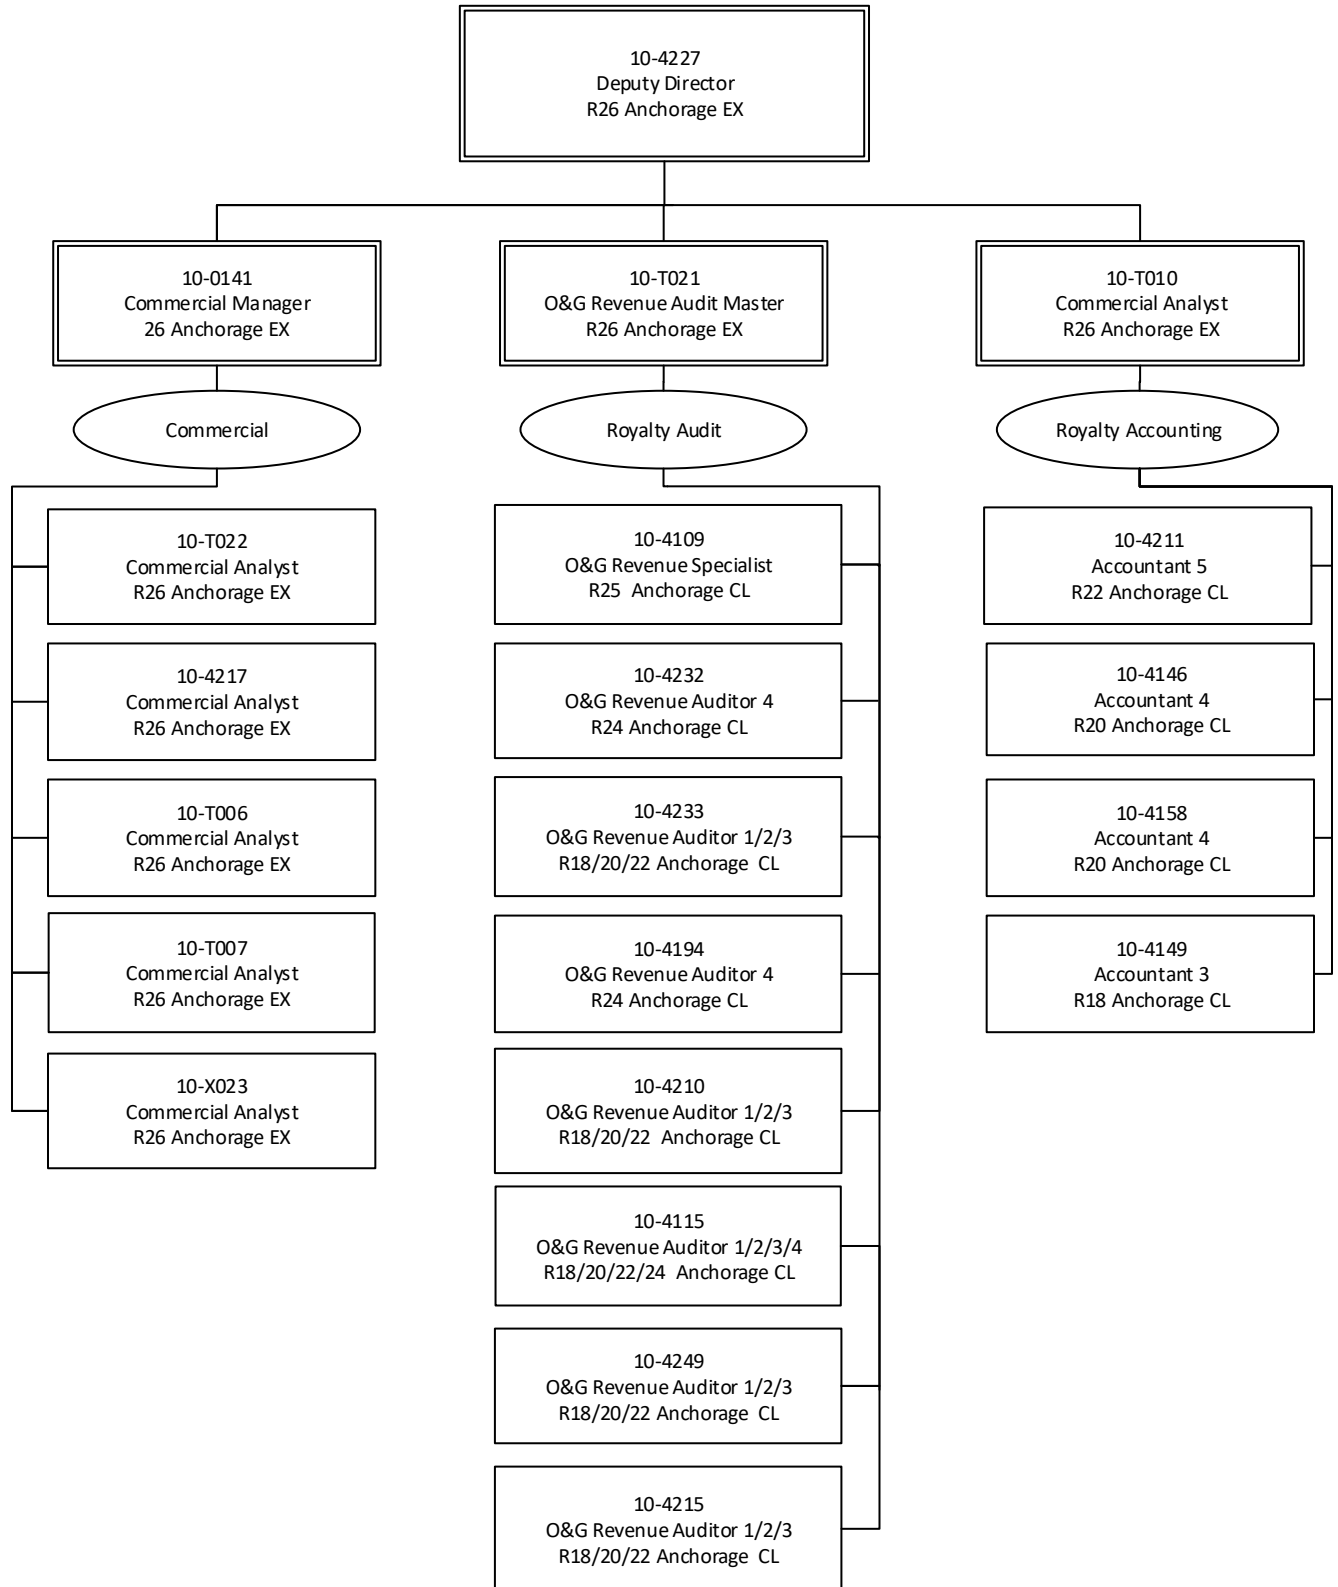 10-4227
Deputy Director
R26 Anchorage EX
10-0141
Commercial Manager
26 Anchorage EX
10-T021
O&G Revenue Audit Master
R26 Anchorage EX
10-T010
Commercial Analyst
R26 Anchorage EX
Commercial
Royalty Audit
Royalty Accounting
10-T022
Commercial Analyst
R26 Anchorage EX
10-4217
Commercial Analyst
R26 Anchorage EX
10-T006
Commercial Analyst
R26 Anchorage EX
10-T007
Commercial Analyst
R26 Anchorage EX
10-X023
Commercial Analyst
R26 Anchorage EX
10-4109
O&G Revenue Specialist
R25 Anchorage CL
10-4232
O&G Revenue Auditor 4
R24 Anchorage CL
10-4233
O&G Revenue Auditor 1/2/3
R18/20/22 Anchorage CL
10-4194
O&G Revenue Auditor 4
R24 Anchorage CL
10-4210
O&G Revenue Auditor 1/2/3
R18/20/22 Anchorage CL
10-4115
O&G Revenue Auditor 1/2/3/4
R18/20/22/24 Anchorage CL
10-4249
O&G Revenue Auditor 1/2/3
R18/20/22 Anchorage CL
10-4215
O&G Revenue Auditor 1/2/3
R18/20/22 Anchorage CL
10-4211
Accountant 5
R22 Anchorage CL
10-4146
Accountant 4
R20 Anchorage CL
10-4158
Accountant 4
R20 Anchorage CL
10-4149
Accountant 3
R18 Anchorage CL